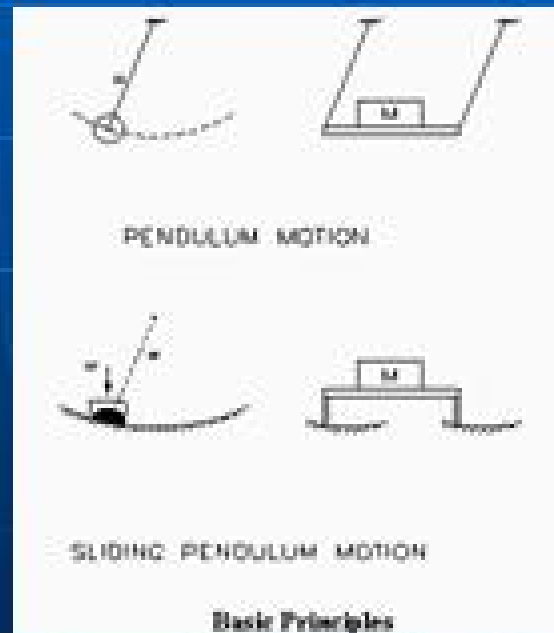 M
PENDULUM MOTION
M
SLIDING PENDULUM MOTION
Basic Principles